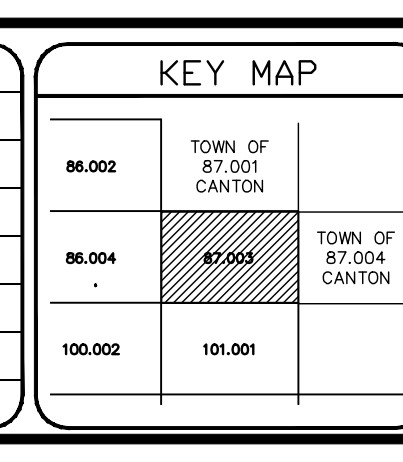 KEY MAP
86.002
TOWN OF
87.001
CANTON
86.004
87.003
TOWN OF
87.004
CANTON
100.002
101.001